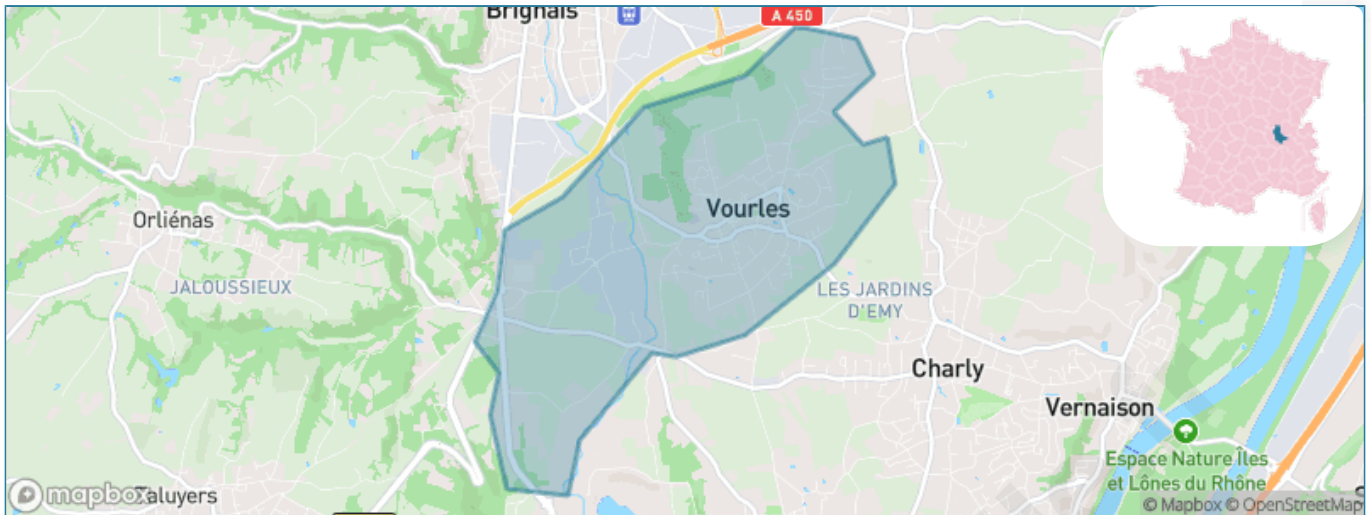 Brignais
A 450
Orliénas
Vourles
JALOUSSIEUX
LES JARDINS
D'EMY
Charly
Vernaison
Espace Nature Îles
et Lônes du Rhône
mapbox
Taluyers
© Mapbox © OpenStreetMap